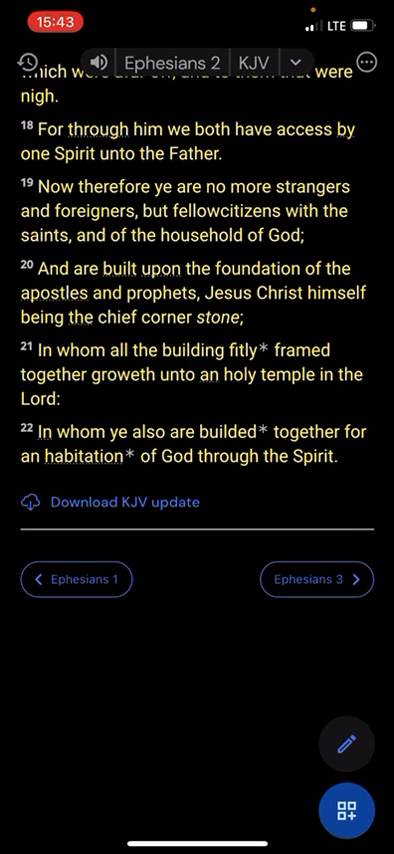 15:43
LTE
Ephesians 2 KJV
were
nigh.
18 For through him we both have access by
one Spirit unto the Father.
19 Now therefore ye are no more strangers
and foreigners, but fellowcitizens with the
saints, and of the household of God;
20 And are built upon the foundation of the
apostles and prophets, Jesus Christ himself
being the chief corner stone;
21 In whom all the building fitly* framed
together groweth unto an holy temple in the
Lord:
22 In whom ye also are builded* together for
an habitation* of God through the Spirit.
Download KJV update
Ephesians 1
Ephesians 3